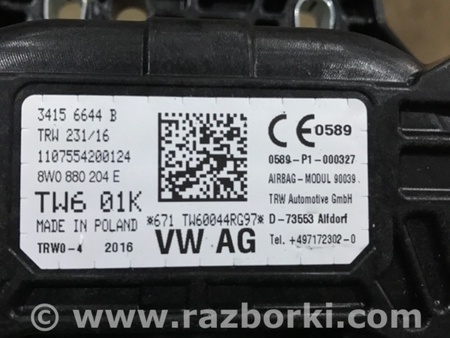 3415 6644 B
TRW 231/16
1107554200124
8W0 880 204 E
TW6 01K
MADE IN POLAND
TRWO-4 2016
*671 TW60044RG97*
VW AG
CE 0589
0589-P1-000327
AIRBAG-MODUL 90039
TRW Automotive GmbH
D-73553 Alfdorf
Tel. +497172302-0
© www.razborki.com